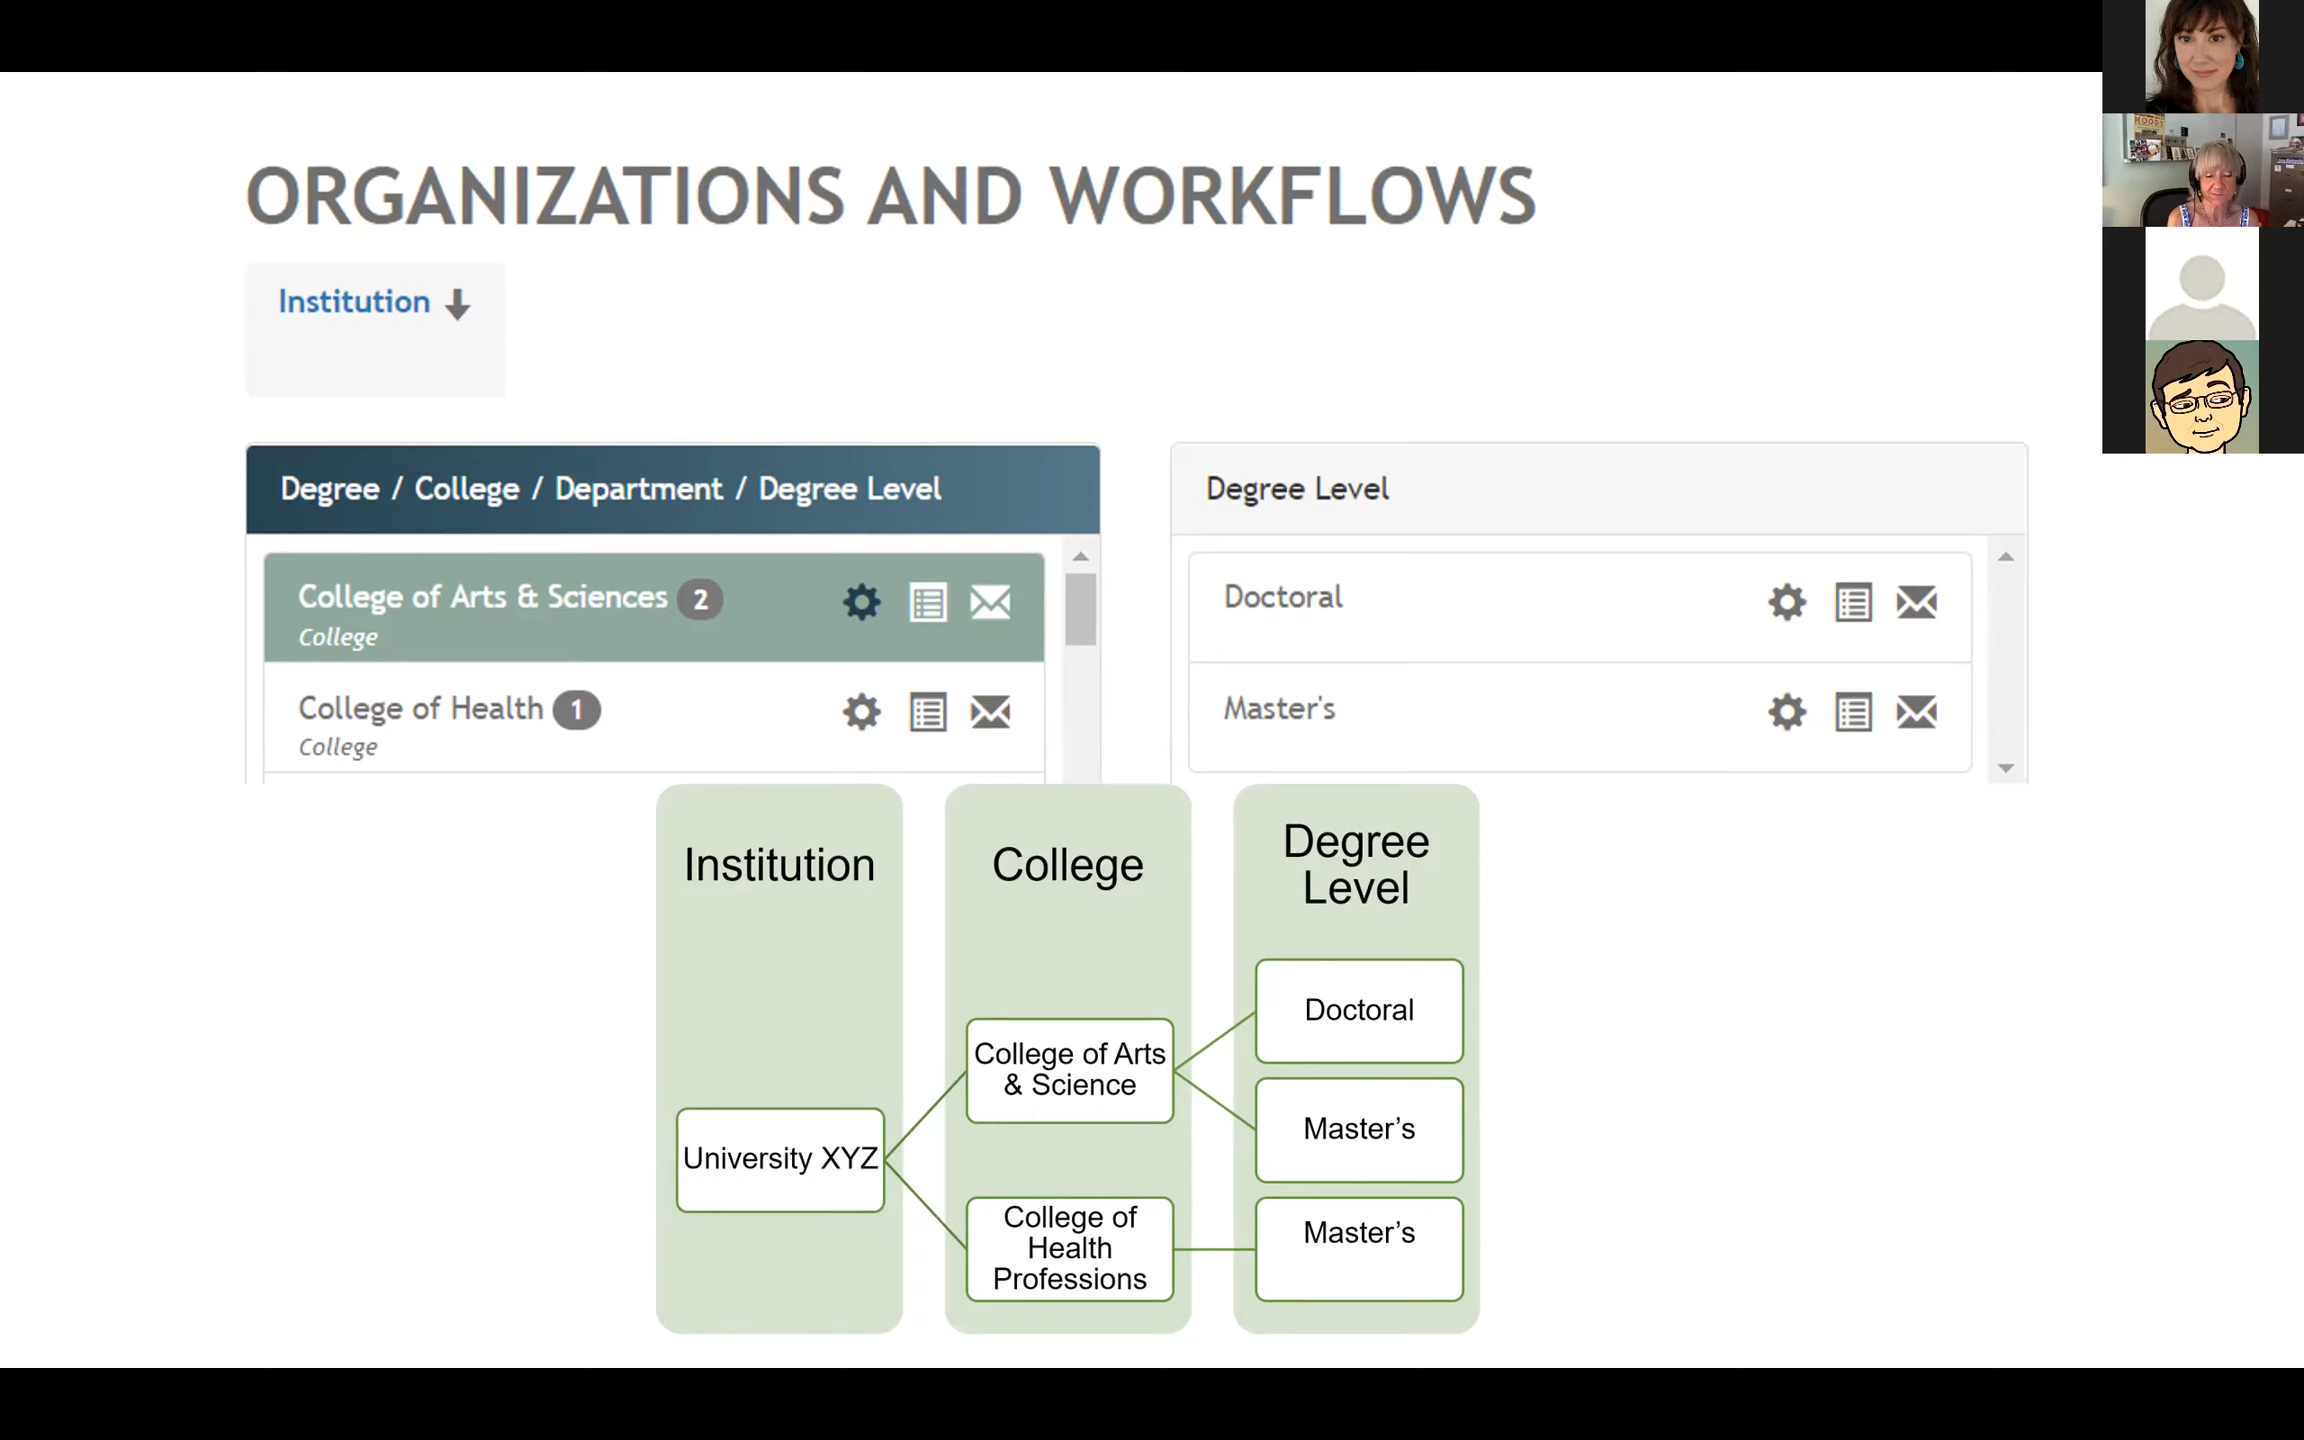 ORGANIZATIONS AND WORKFLOWS
Institution
Degree / College / Department / Degree Level
College of Arts & Sciences 2
College
College of Health 1
College
Degree Level
Doctoral
Master's
Institution
College
Degree
Level
University XYZ
College of Arts
& Science
College of
Health
Professions
Doctoral
Master’s
Master’s